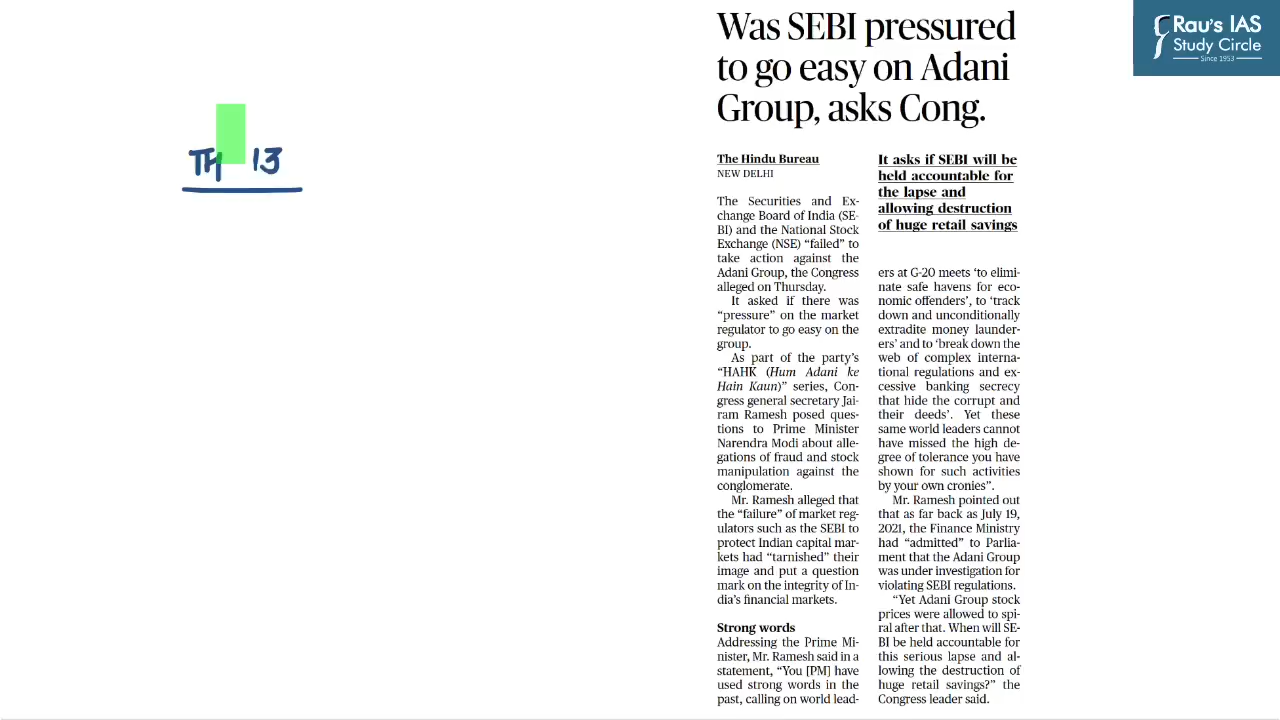 Was SEBI pressured
to go easy on Adani
Group, asks Cong.
Rau's IAS
Study Circle
Since 1953
TH 13
The Hindu Bureau
NEW DELHI
The Securities and Ex-
change Board of India (SE-
BI) and the National Stock
Exchange (NSE) “failed” to
take action against the
Adani Group, the Congress
alleged on Thursday.
It asked if there was
“pressure” on the market
regulator to go easy on the
group.
As part of the party’s
“HAHK (Hum Adani ke
Hain Kaun)” series, Con-
gress general secretary Jai-
ram Ramesh posed ques-
tions to Prime Minister
Narendra Modi about alle-
gations of fraud and stock
manipulation against the
conglomerate.
Mr. Ramesh alleged that
the “failure” of market reg-
ulators such as the SEBI to
protect Indian capital mar-
kets had “tarnished” their
image and put a question
mark on the integrity of In-
dia’s financial markets.
Strong words
Addressing the Prime Mi-
nister, Mr. Ramesh said in a
statement, “You [PM] have
used strong words in the
past, calling on world lead-
It asks if SEBI will be
held accountable for
the lapse and
allowing destruction
of huge retail savings
ers at G-20 meets ‘to elimi-
nate safe havens for eco-
nomic offenders’, to ‘track
down and unconditionally
extradite money launder-
ers’ and to ‘break down the
web of complex interna-
tional regulations and ex-
cessive banking secrecy
that hide the corrupt and
their deeds’. Yet these
same world leaders cannot
have missed the high de-
gree of tolerance you have
shown for such activities
by your own cronies”.
Mr. Ramesh pointed out
that as far back as July 19,
2021, the Finance Ministry
had “admitted” to Parlia-
ment that the Adani Group
was under investigation for
violating SEBI regulations.
“Yet Adani Group stock
prices were allowed to spi-
ral after that. When will SE-
BI be held accountable for
this serious lapse and al-
lowing the destruction of
huge retail savings?” the
Congress leader said.